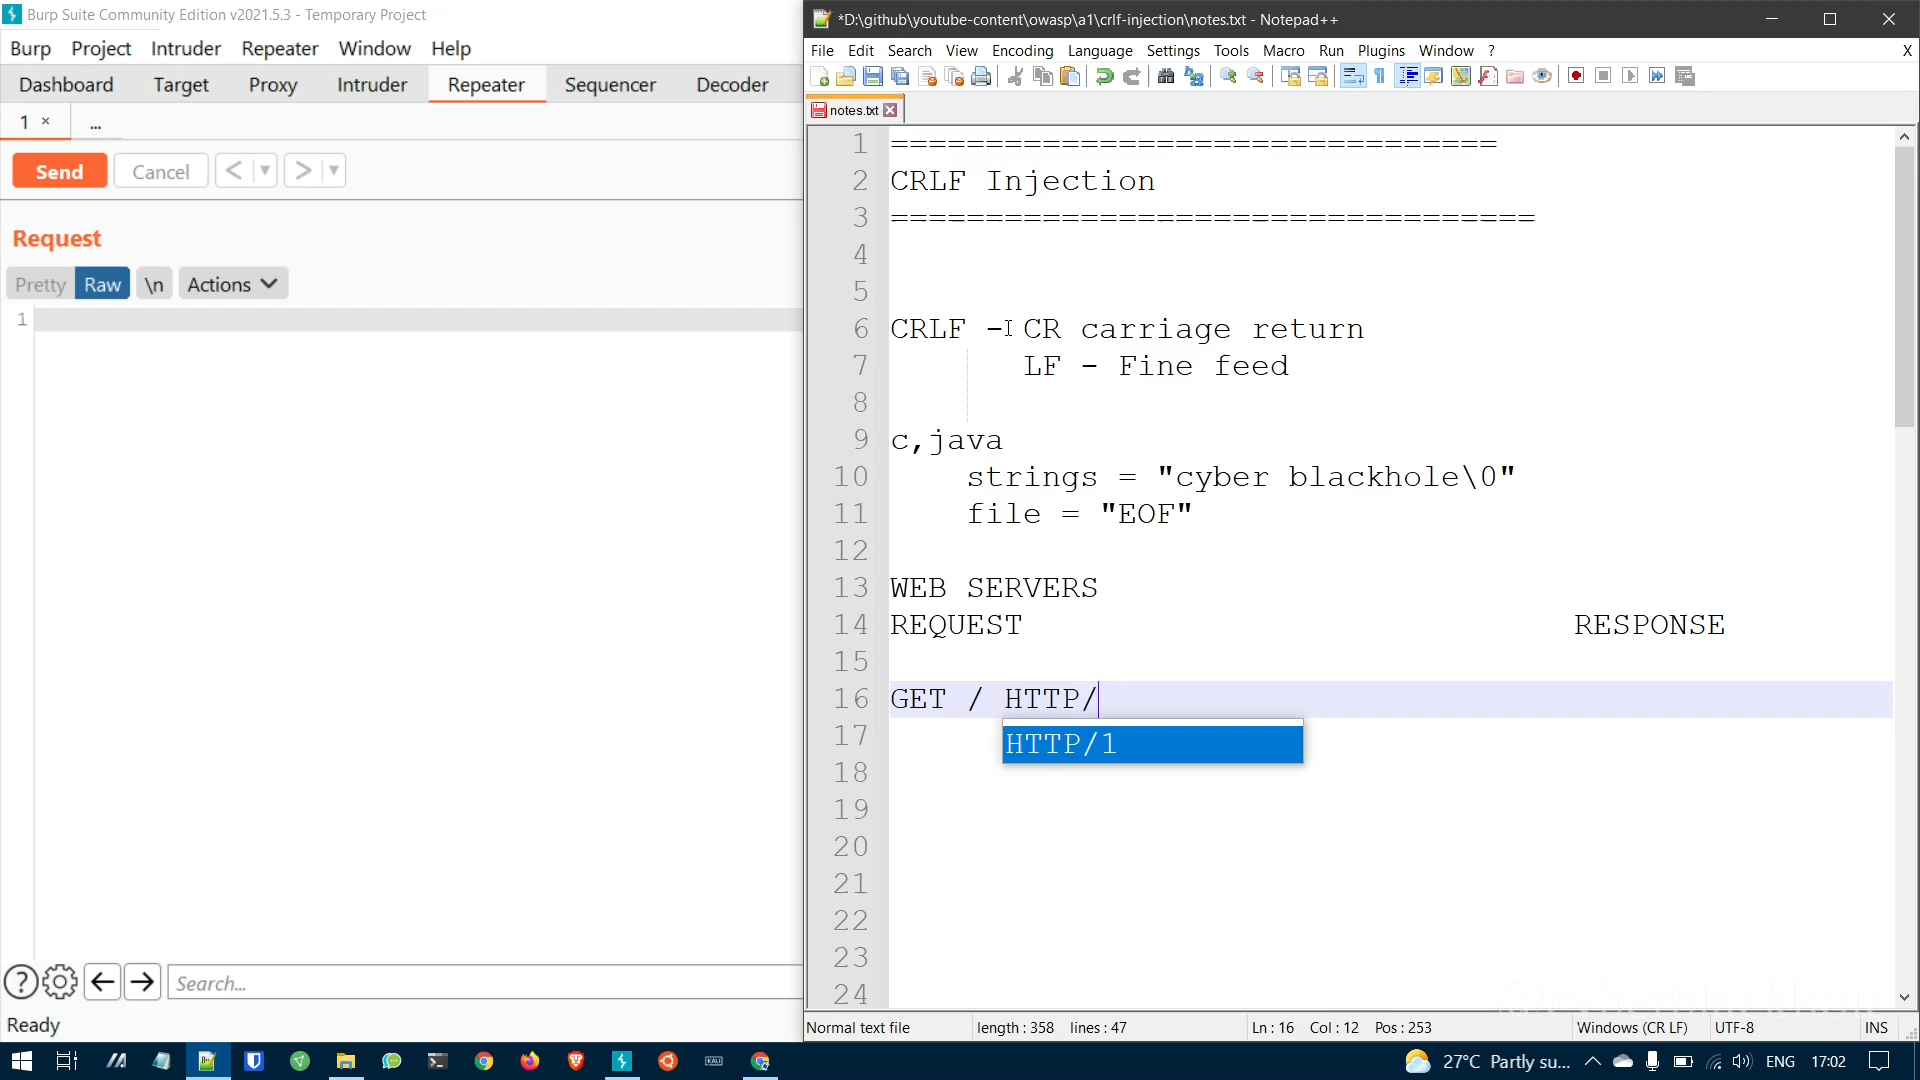 Burp Suite Community Edition v2021.5.3 - Temporary Project
Burp Project Intruder Repeater Window Help
Dashboard Target Proxy Intruder Repeater Sequencer Decoder
1 × ...
Send Cancel < >
Request
Pretty Raw \n Actions
1
Search...
Ready
*D:\github\youtube-content\owasp\a1\crlf-injection\notes.txt - Notepad++
File Edit Search View Encoding Language Settings Tools Macro Run Plugins Window ? X
notes.txt
1 ================================
2 CRLF Injection
3 ==================================
4
5
6 CRLF - CR carriage return
7 LF - Fine feed
8
9 c,java
10 strings = "cyber blackhole\0"
11 file = "EOF"
12
13 WEB SERVERS
14 REQUEST RESPONSE
15
16 GET / HTTP/
HTTP/1
17
18
19
20
21
22
23
24
Normal text file length : 358 lines : 47 Ln : 16 Col : 12 Pos : 253 Windows (CR LF) UTF-8 INS
KALI
27°C Partly su... ENG 17:02